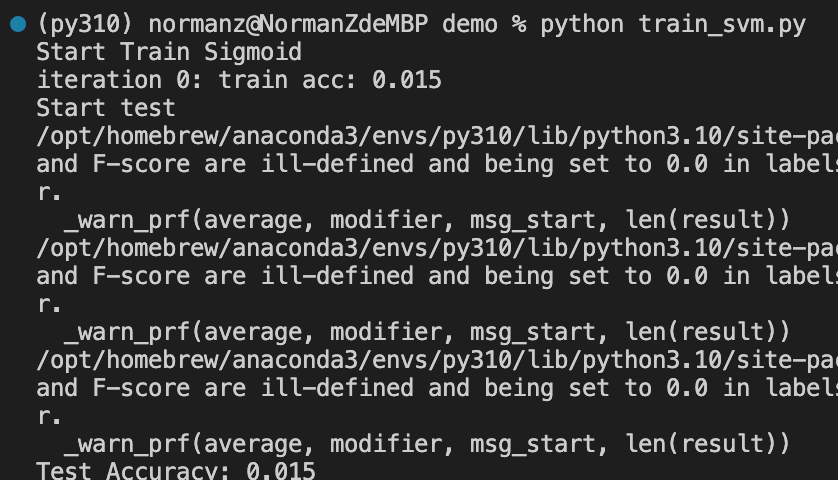 (py310) normanz@NormanZdeMBP demo % python train_svm.py
Start Train Sigmoid
iteration 0: train acc: 0.015
Start test
/opt/homebrew/anaconda3/envs/py310/lib/python3.10/site-pac
and F-score are ill-defined and being set to 0.0 in labels
r.
_warn_prf(average, modifier, msg_start, len(result))
/opt/homebrew/anaconda3/envs/py310/lib/python3.10/site-pac
and F-score are ill-defined and being set to 0.0 in labels
r.
_warn_prf(average, modifier, msg_start, len(result))
/opt/homebrew/anaconda3/envs/py310/lib/python3.10/site-pac
and F-score are ill-defined and being set to 0.0 in labels
r.
_warn_prf(average, modifier, msg_start, len(result))
Test Accuracy: 0.015